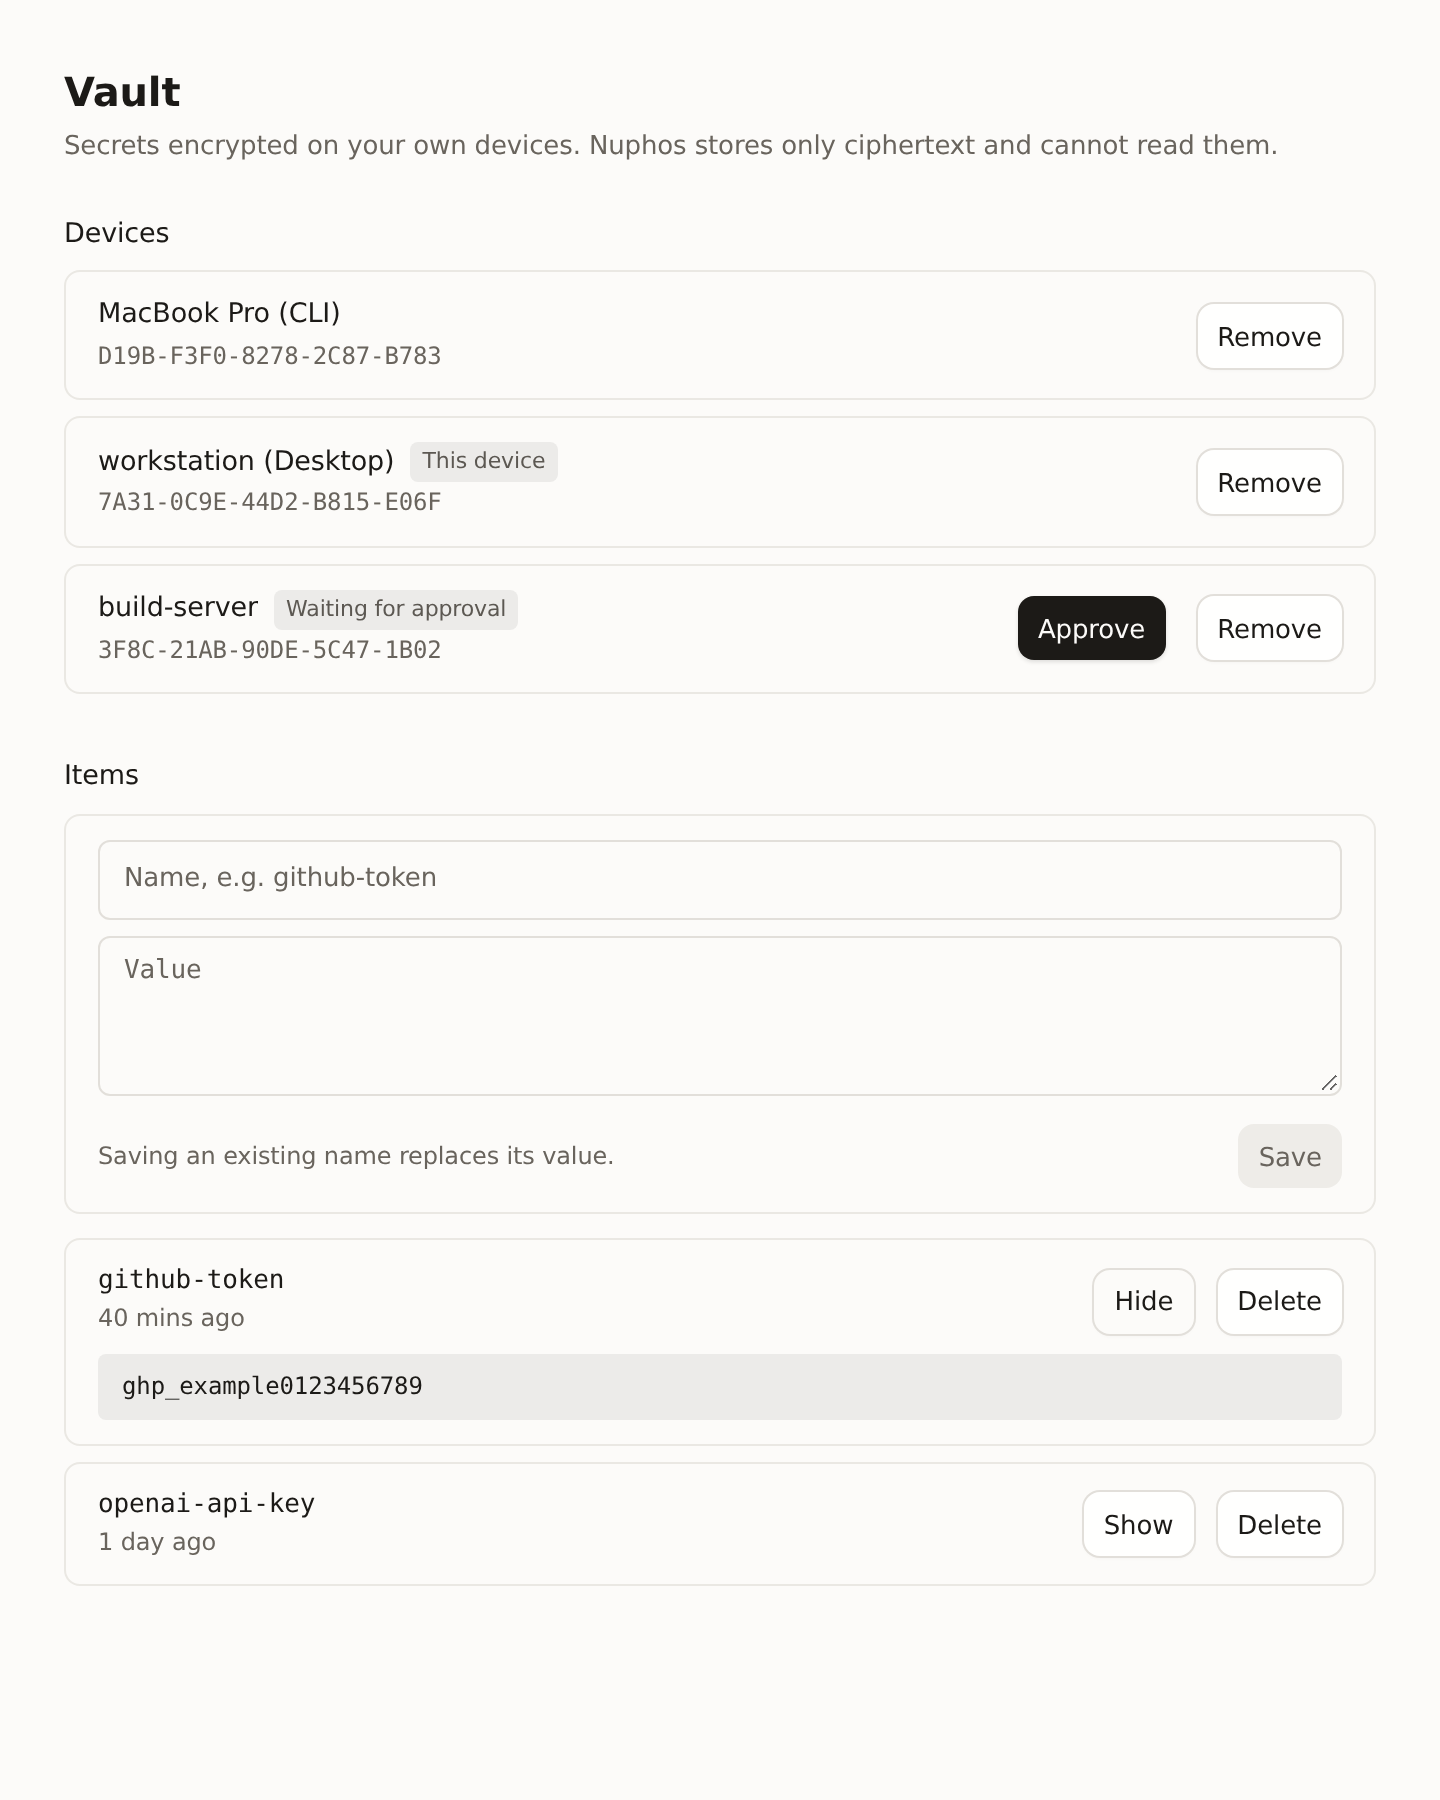 Vault
Secrets encrypted on your own devices. Nuphos stores only ciphertext and cannot read them.
Devices
MacBook Pro (CLI)
D19B-F3F0-8278-2C87-B783
Remove
workstation (Desktop) This device
7A31-0C9E-44D2-B815-E06F
Remove
build-server Waiting for approval
3F8C-21AB-90DE-5C47-1B02
Approve Remove
Items
Name, e.g. github-token
Value
Saving an existing name replaces its value. Save
github-token
40 mins ago
Hide Delete
ghp_example0123456789
openai-api-key
1 day ago
Show Delete